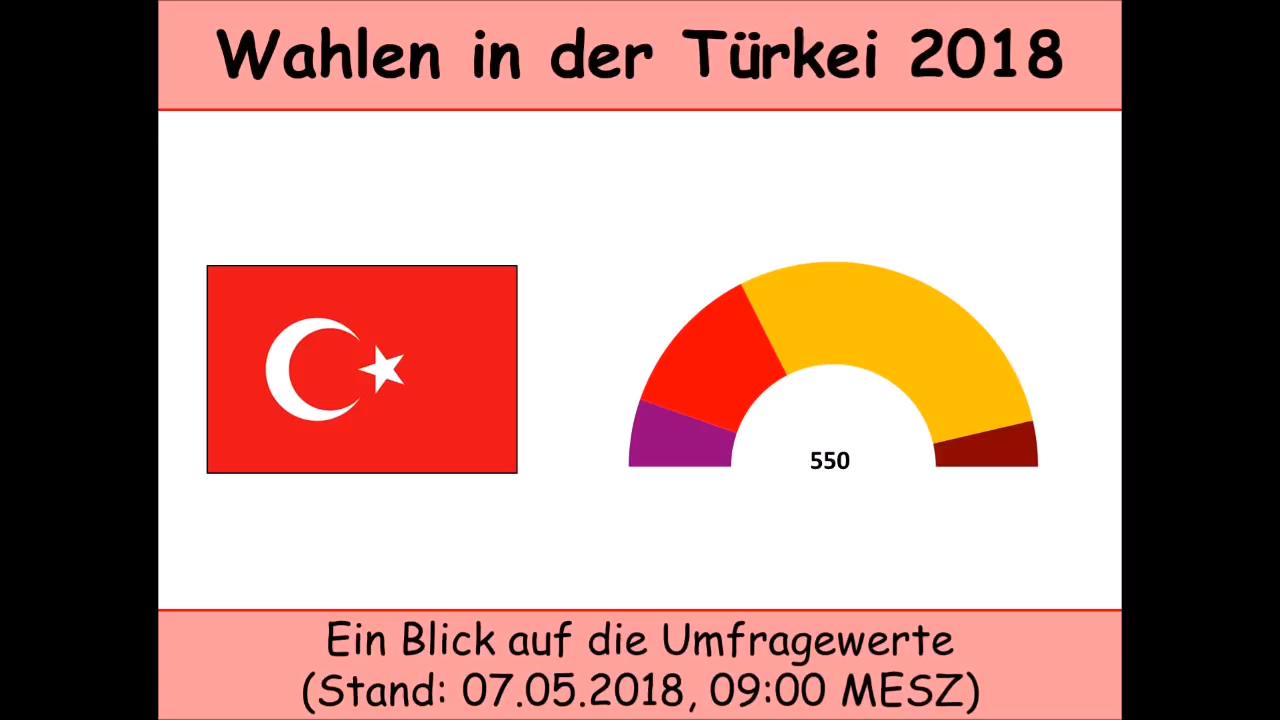 Wahlen in der Türkei 2018
550
Ein Blick auf die Umfragewerte
(Stand: 07.05.2018, 09:00 MESZ)